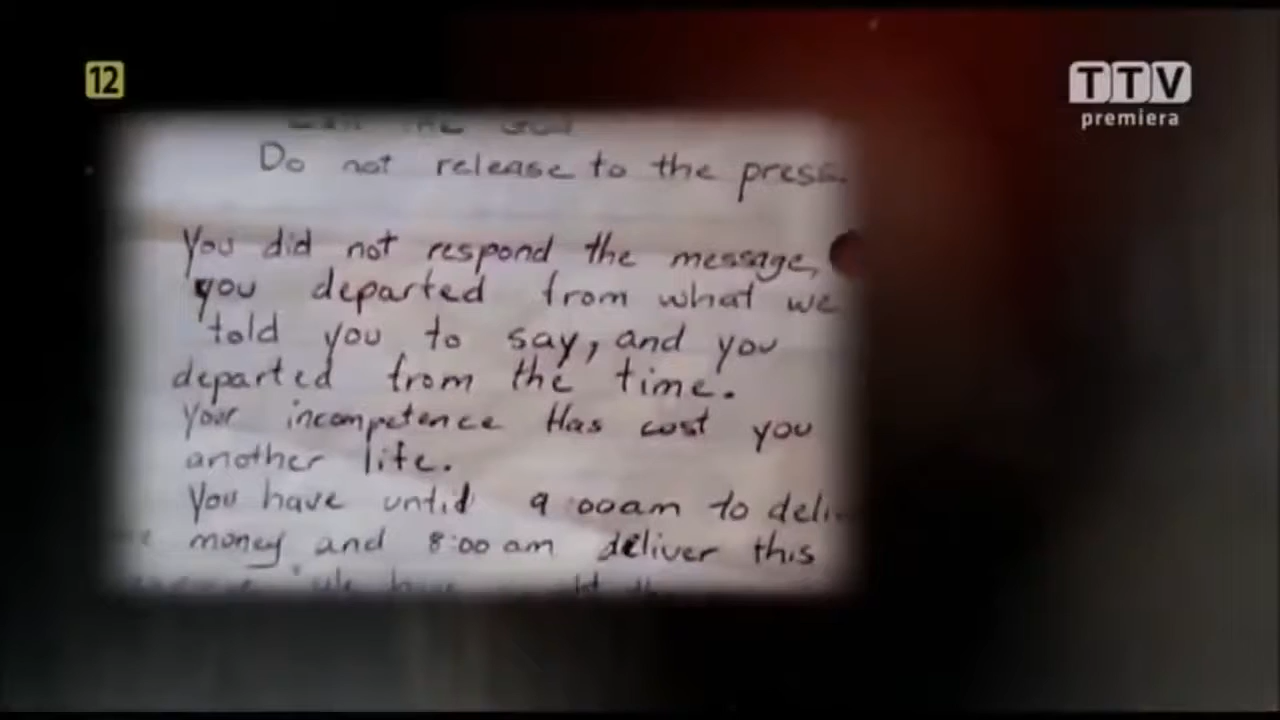 12
TTV
premiera
Do not release to the press.
You did not respond the message,
you departed from what we
told you to say, and you
departed from the time.
Your incompetence Has cost you
another life.
You have until 9:00am to
money and 8:00 am deliver this